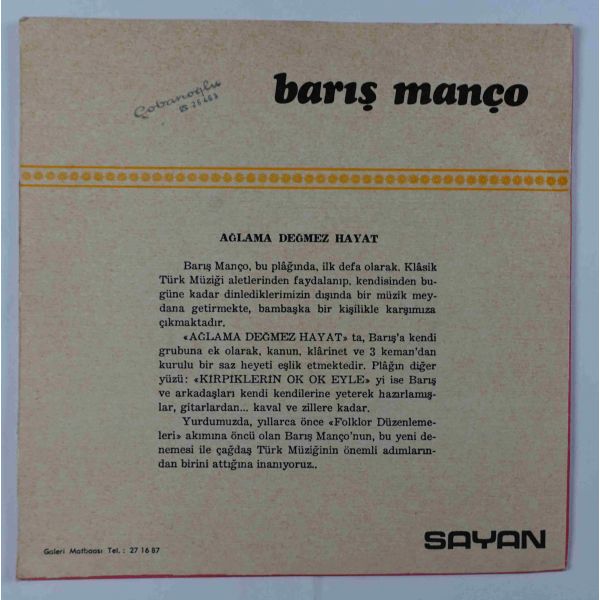 barış manço
Çobanoğlu
☎ 25463
AĞLAMA DEĞMEZ HAYAT
Barış Manço, bu plâğında, ilk defa olarak. Klâsik
Türk Müziği aletlerinden faydalanıp, kendisinden bu-
güne kadar dinlediklerimizin dışında bir müzik mey-
dana getirmekte, bambaşka bir kişilikle karşımıza
çıkmaktadır.
«AĞLAMA DEĞMEZ HAYAT» ta, Barış'a kendi
grubuna ek olarak, kanun, klârinet ve 3 keman'dan
kurulu bir saz heyeti eşlik etmektedir. Plâğın diğer
yüzü: «KİRPİKLERİN OK OK EYLE» yi ise Barış
ve arkadaşları kendi kendilerine yeterek hazırlamış-
lar, gitarlardan... kaval ve zillere kadar.
Yurdumuzda, yıllarca önce «Folklor Düzenleme-
leri» akımına öncü olan Barış Manço'nun, bu yeni de-
nemesi ile çağdaş Türk Müziğinin önemli adımların-
dan birini attığına inanıyoruz..
Galeri Matbaası Tel.: 27 16 87
SAYAN